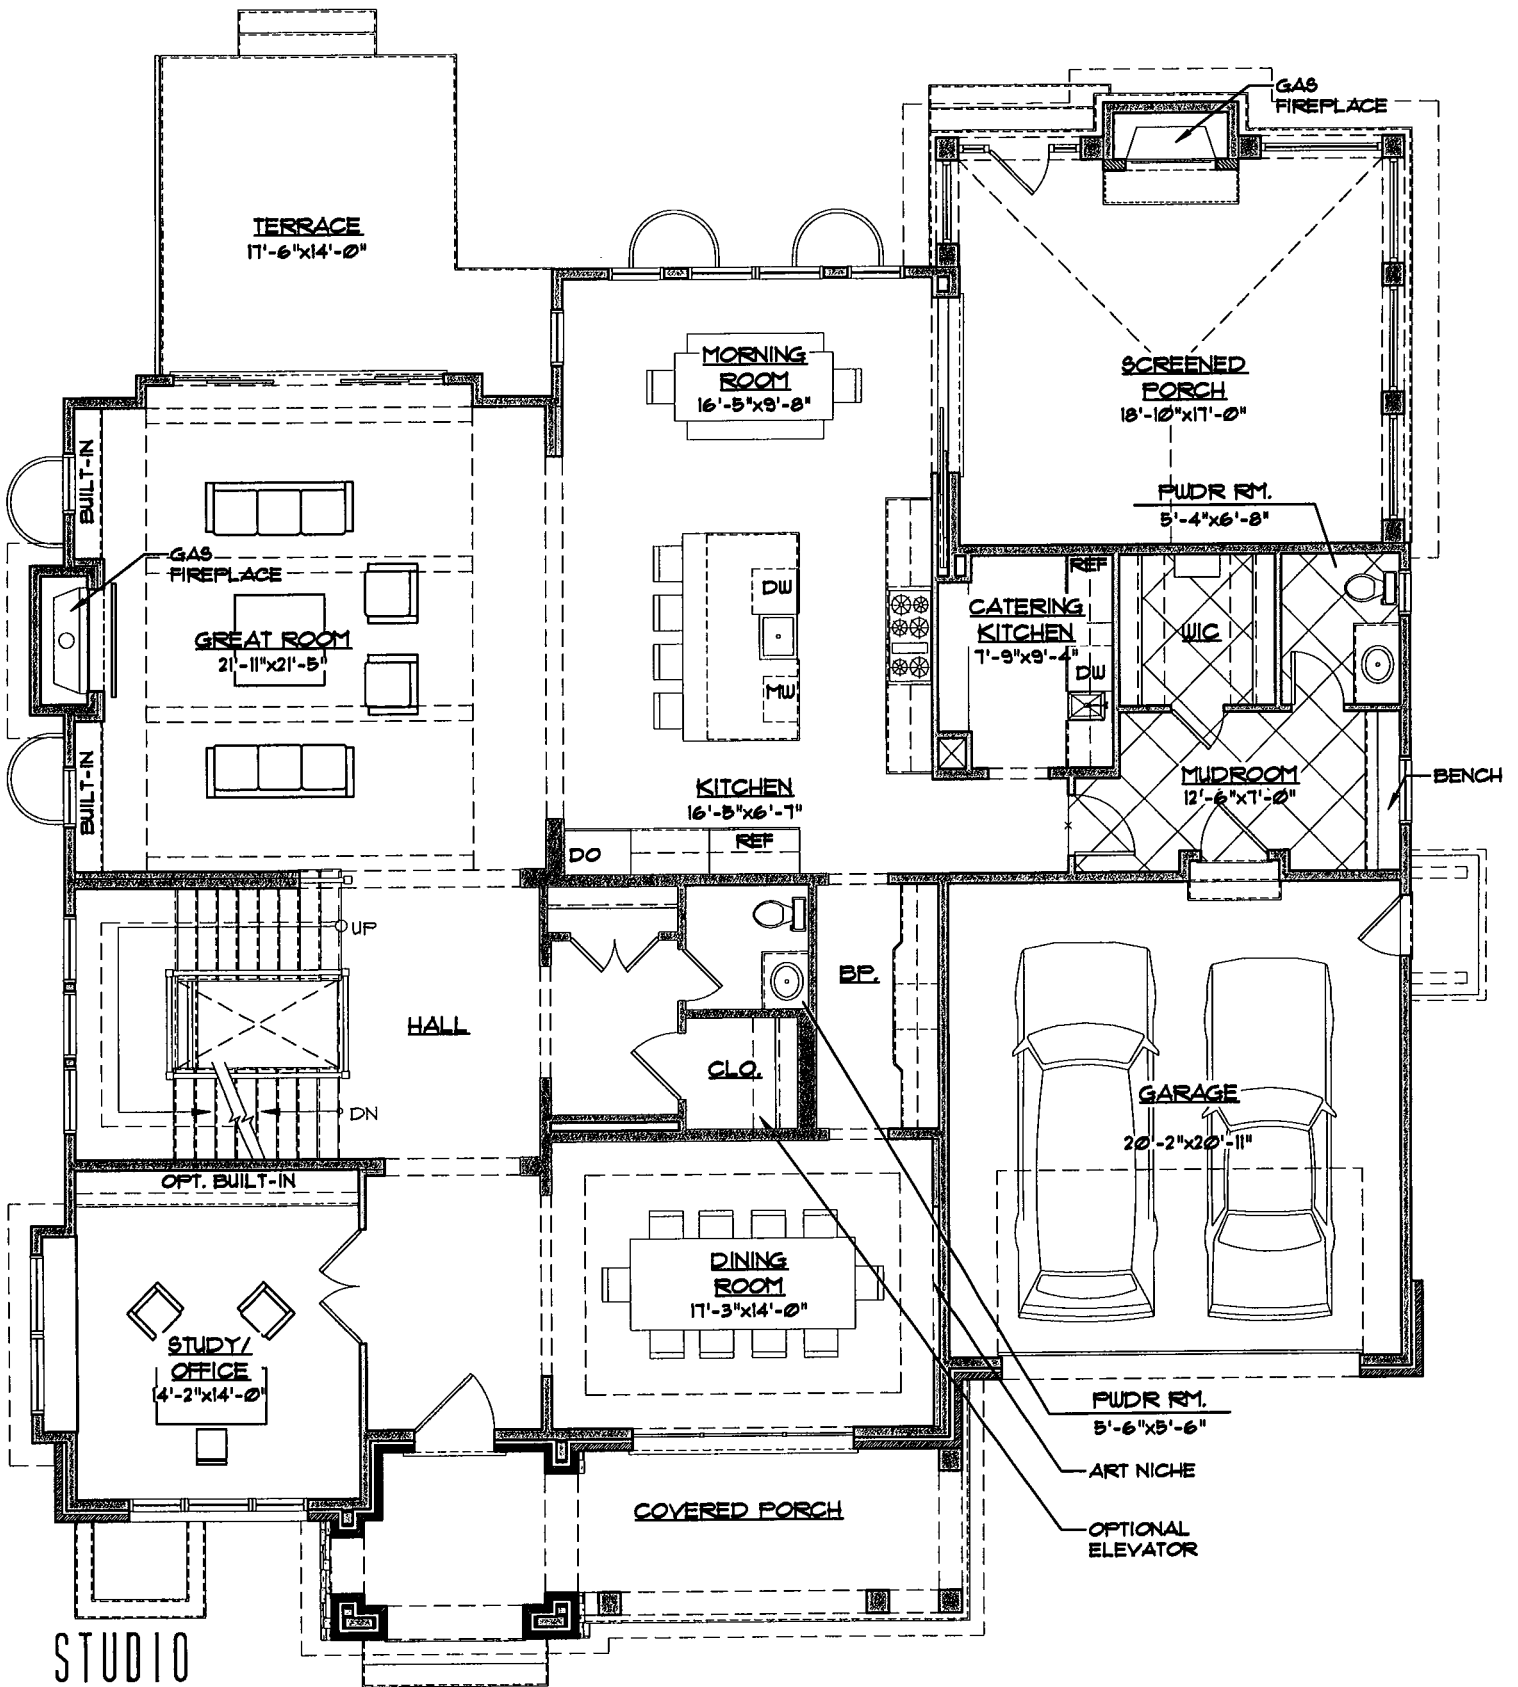 GAS
FIREPLACE
TERRACE
17'-6"x14'-0"
MORNING
ROOM
16'-5"x9'-8"
SCREENED
PORCH
18'-10"x17'-0"
BUILT-IN
PWDR RM.
5'-4"x6'-8"
GAS
FIREPLACE
GREAT ROOM
21'-11"x21'-5"
DW
MW
REF
CATERING
KITCHEN
7'-9"x9'-4"
DW
WIC
BUILT-IN
KITCHEN
16'-5"x6'-7"
DO
REF
MUDROOM
12'-6"x7'-0"
BENCH
UP
HALL
DN
BP.
CLO.
GARAGE
20'-2"x20'-11"
OPT. BUILT-IN
DINING
ROOM
17'-3"x14'-0"
STUDY/
OFFICE
14'-2"x14'-0"
PWDR RM.
5'-6"x5'-6"
ART NICHE
COVERED PORCH
OPTIONAL
ELEVATOR
STUDIO